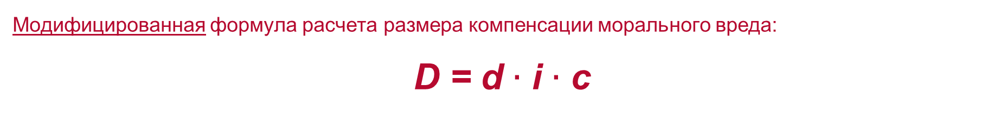 Модифицированная формула расчета размера компенсации морального вреда:
D = d · i · c